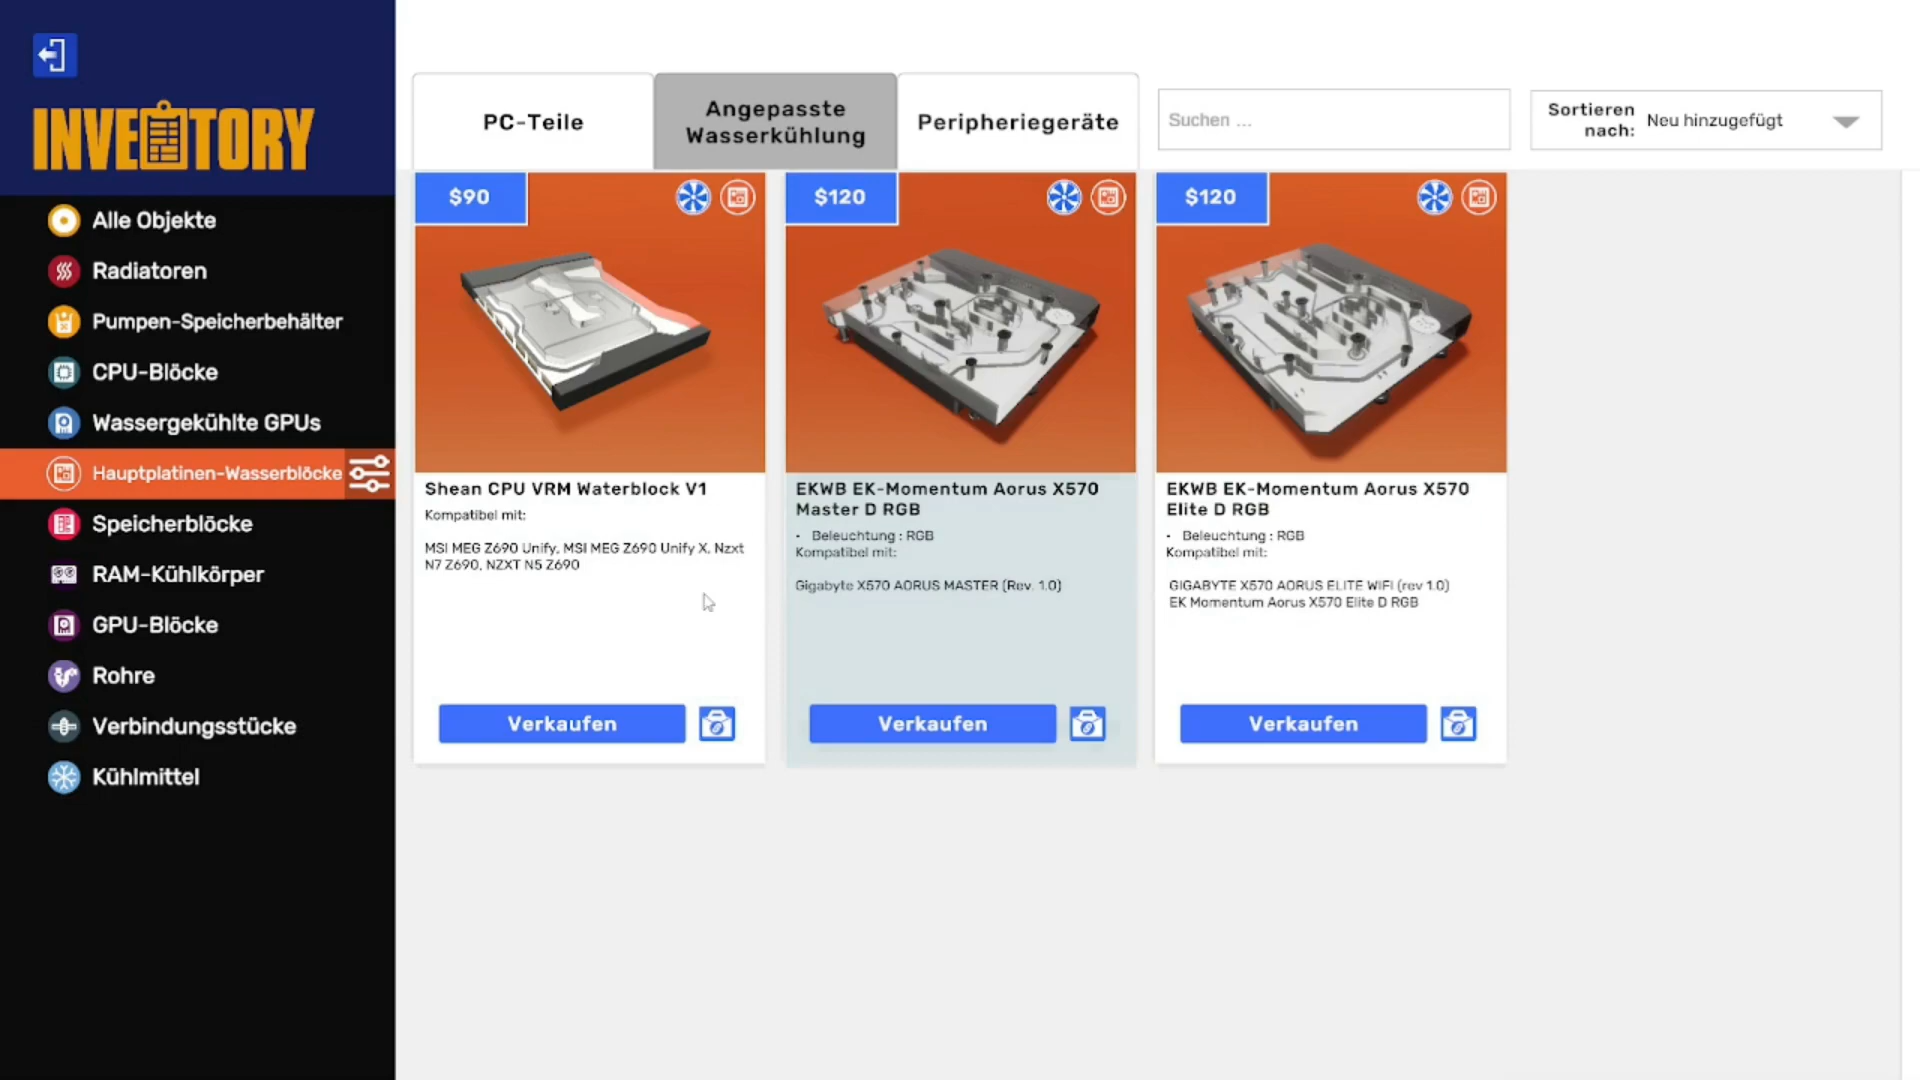 INVENTORY
Alle Objekte
Radiatoren
Pumpen-Speicherbehälter
CPU-Blöcke
Wassergekühlte GPUs
Hauptplatinen-Wasserblöcke
Speicherblöcke
RAM-Kühlkörper
GPU-Blöcke
Rohre
Verbindungsstücke
Kühlmittel
PC-Teile
Angepasste
Wasserkühlung
Peripheriegeräte
Suchen ...
Sortieren
nach:
Neu hinzugefügt
$90
Shean CPU VRM Waterblock V1
Kompatibel mit:
MSI MEG Z690 Unify, MSI MEG Z690 Unify X, Nzxt
N7 Z690, NZXT N5 Z690
Verkaufen
$120
EKWB EK-Momentum Aorus X570
Master D RGB
- Beleuchtung : RGB
Kompatibel mit:
Gigabyte X570 AORUS MASTER (Rev. 1.0)
Verkaufen
$120
EKWB EK-Momentum Aorus X570
Elite D RGB
- Beleuchtung : RGB
Kompatibel mit:
GIGABYTE X570 AORUS ELITE WIFI (rev 1.0)
EK Momentum Aorus X570 Elite D RGB
Verkaufen